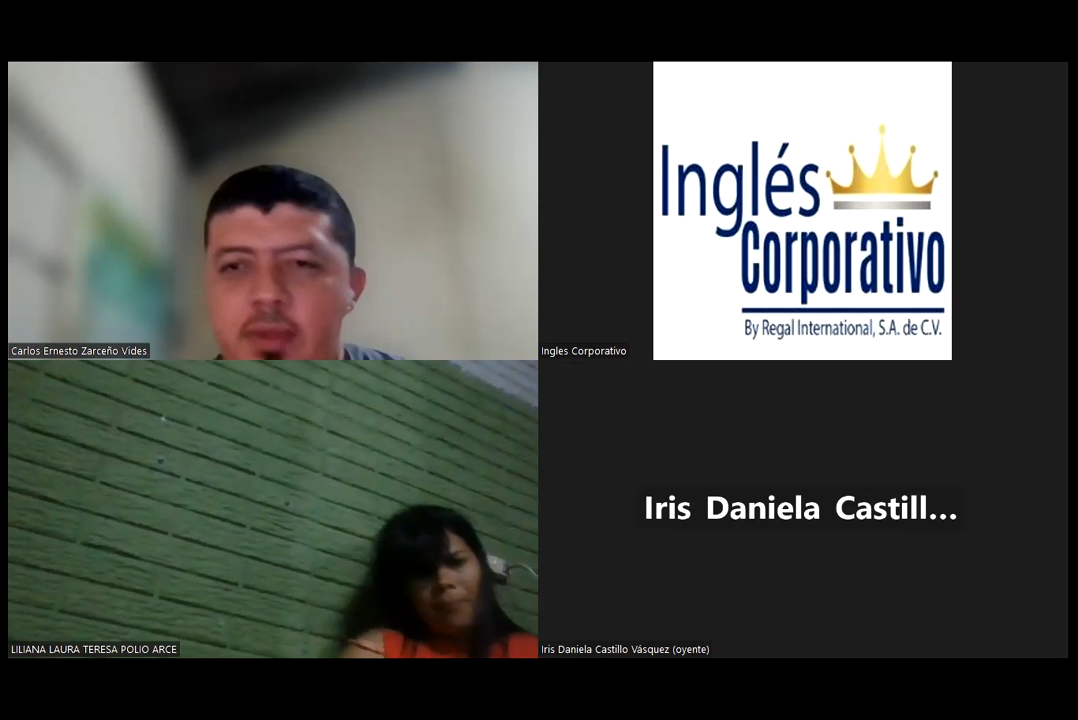 Inglés
Corporativo
By Regal International, S.A. de C.V.
Carlos Ernesto Zarceño Vides
Ingles Corporativo
Iris Daniela Castill...
LILIANA LAURA TERESA POLIO ARCE
Iris Daniela Castillo Vásquez (oyente)